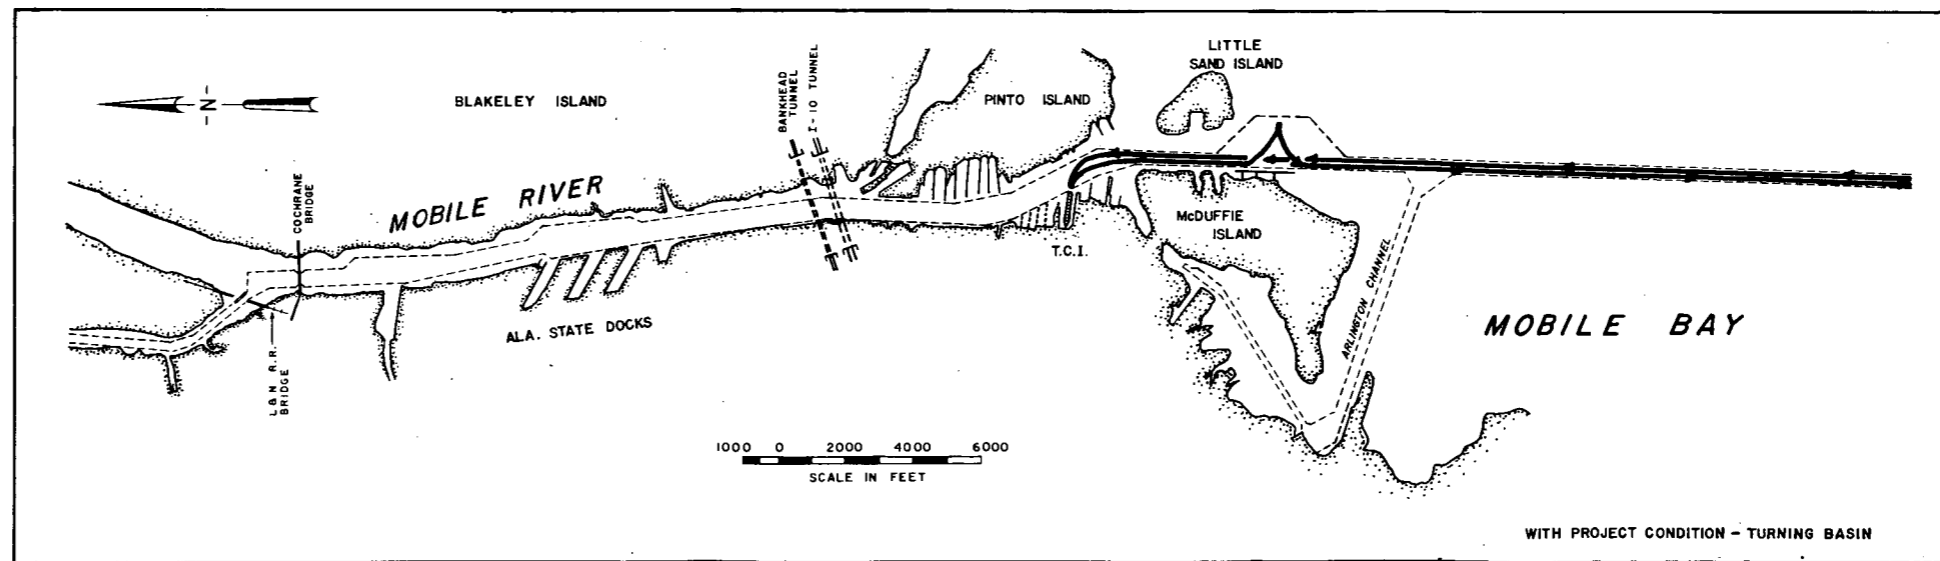 LITTLE
SAND ISLAND
BLAKELEY ISLAND
BANKHEAD
TUNNEL
I-10 TUNNEL
PINTO ISLAND
-N-
COCHRANE
BRIDGE
MOBILE RIVER
McDUFFIE
ISLAND
T.C.I.
ARLINGTON CHANNEL
MOBILE BAY
ALA. STATE DOCKS
L & N R.R.
BRIDGE
1000 0 2000 4000 6000
SCALE IN FEET
WITH PROJECT CONDITION - TURNING BASIN